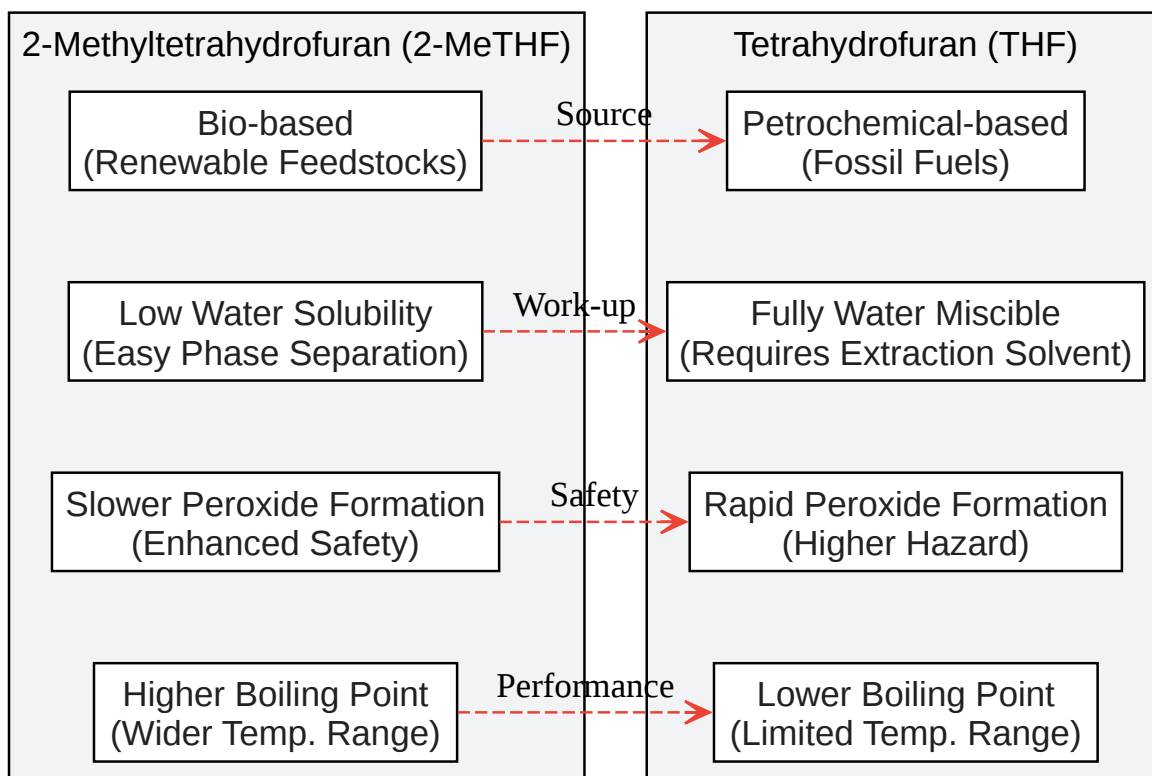 2-Methyltetrahydrofuran (2-MeTHF)
Tetrahydrofuran (THF)
Bio-based
(Renewable Feedstocks)
Source
Petrochemical-based
(Fossil Fuels)
Low Water Solubility
(Easy Phase Separation)
Work-up
Fully Water Miscible
(Requires Extraction Solvent)
Slower Peroxide Formation
(Enhanced Safety)
Safety
Rapid Peroxide Formation
(Higher Hazard)
Higher Boiling Point
(Wider Temp. Range)
Performance
Lower Boiling Point
(Limited Temp. Range)